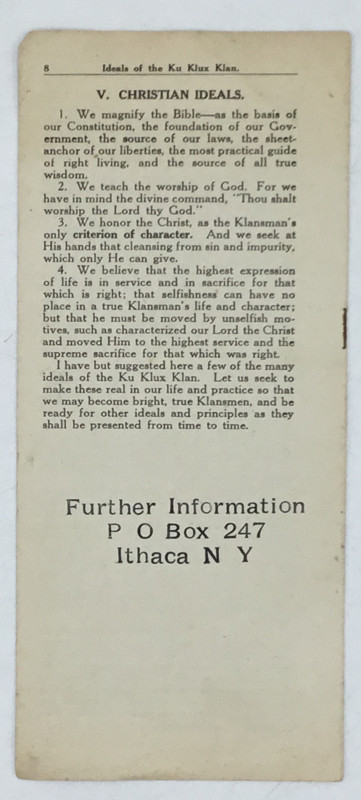 8 Ideals of the Ku Klux Klan.
V. CHRISTIAN IDEALS.
1. We magnify the Bible—as the basis of
our Constitution, the foundation of our Gov-
ernment, the source of our laws, the sheet-
anchor of our liberties, the most practical guide
of right living, and the source of all true
wisdom.
2. We teach the worship of God. For we
have in mind the divine command, "Thou shalt
worship the Lord thy God."
3. We honor the Christ, as the Klansman's
only criterion of character. And we seek at
His hands that cleansing from sin and impurity,
which only He can give.
4. We believe that the highest expression
of life is in service and in sacrifice for that
which is right; that selfishness can have no
place in a true Klansman's life and character;
but that he must be moved by unselfish mo-
tives, such as characterized our Lord the Christ
and moved Him to the highest service and the
supreme sacrifice for that which was right.
I have but suggested here a few of the many
ideals of the Ku Klux Klan. Let us seek to
make these real in our life and practice so that
we may become bright, true Klansmen, and be
ready for other ideals and principles as they
shall be presented from time to time.
Further Information
P O Box 247
Ithaca N Y